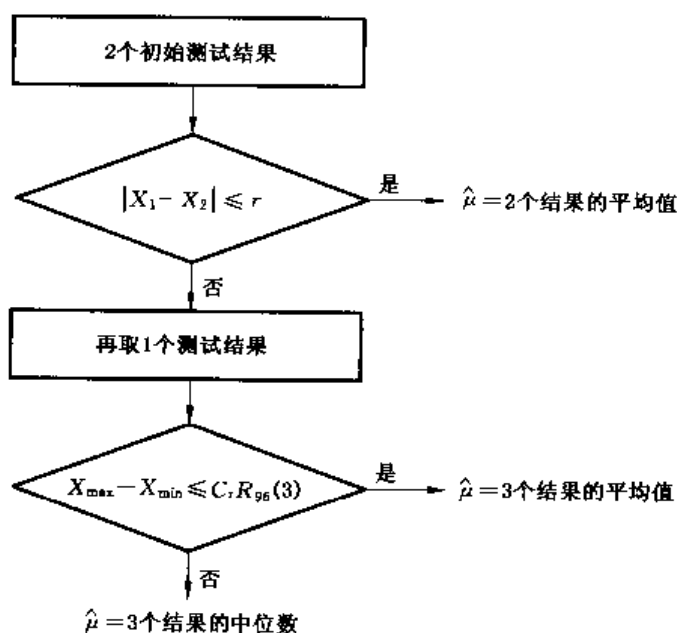 2个初始测试结果
|X₁－X₂|≤r
是
μ̂＝2个结果的平均值
否
再取1个测试结果
Xmax－Xmin≤CrR96(3)
是
μ̂＝3个结果的平均值
否
μ̂＝3个结果的中位数